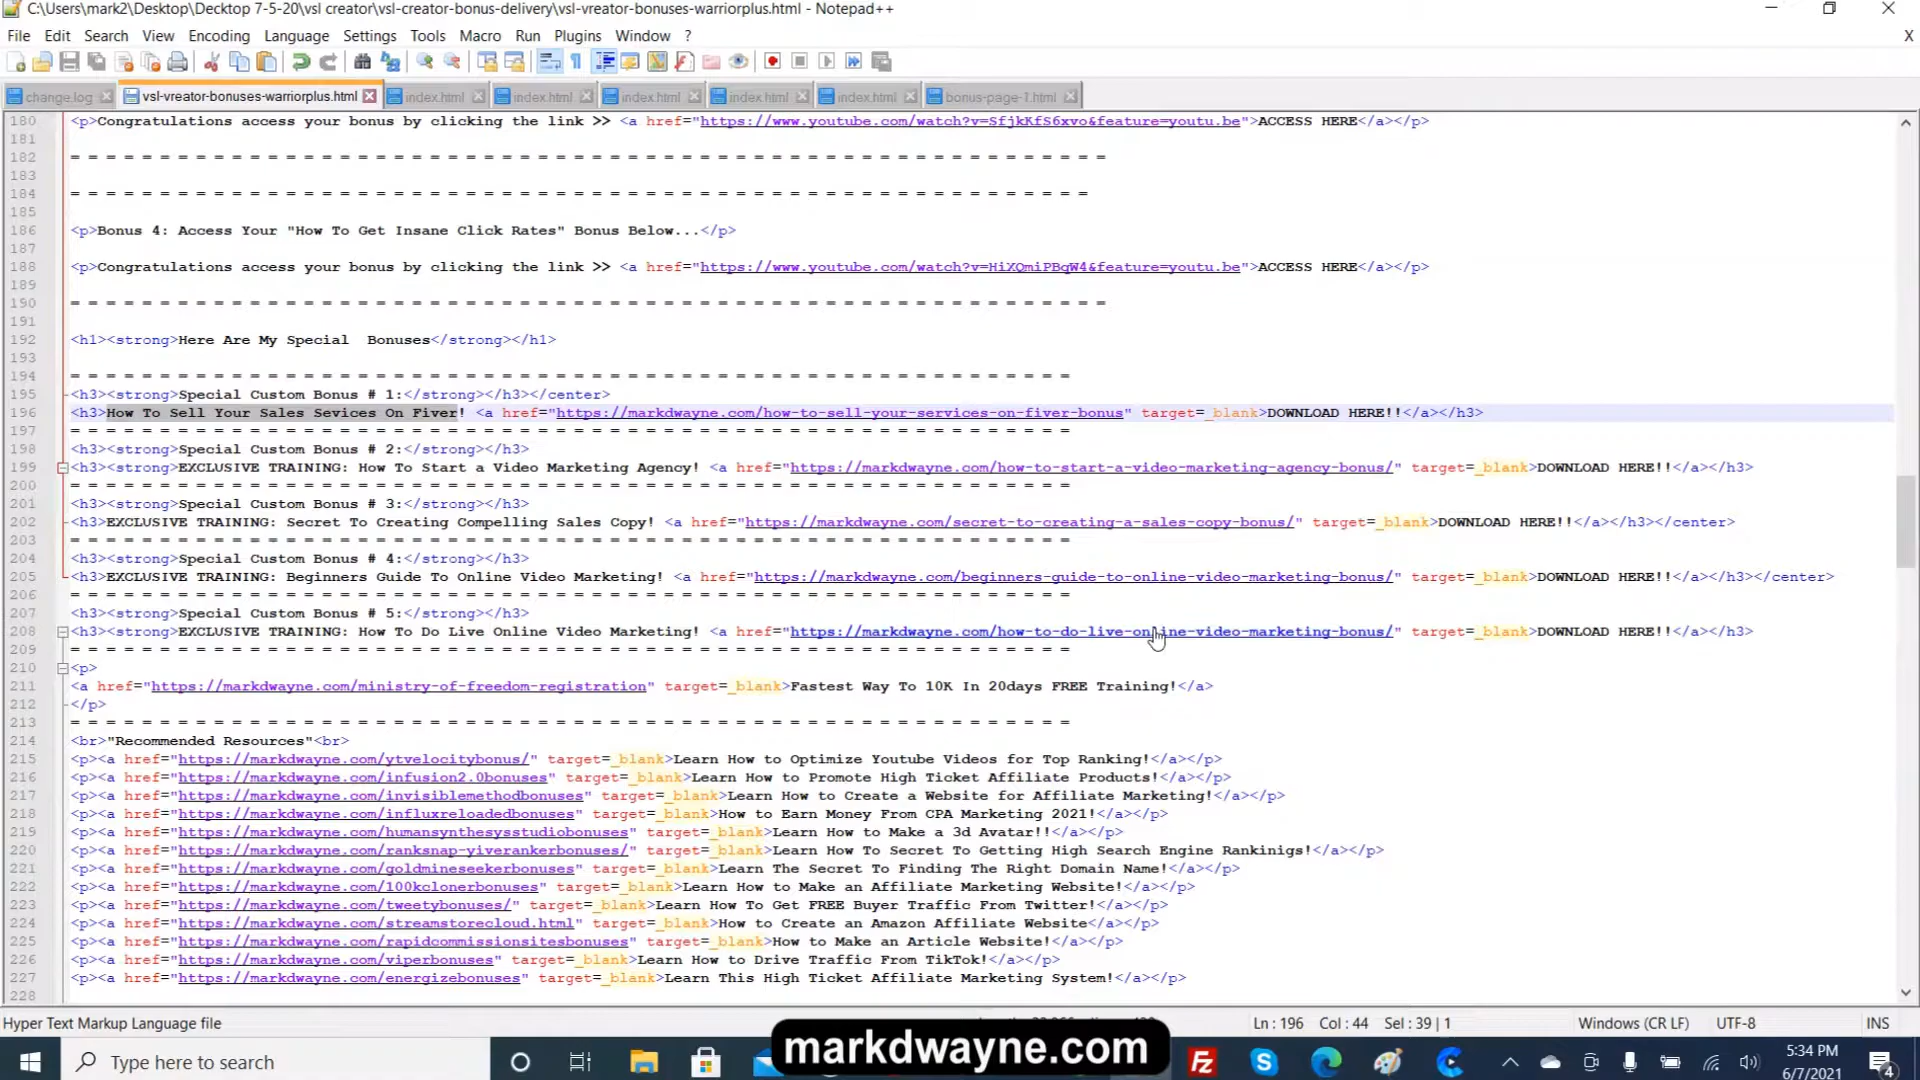 C:\Users\mark2\Desktop\Decktop 7-5-20\vsl creator\vsl-creator-bonus-delivery\vsl-vreator-bonuses-warriorplus.html - Notepad++
File Edit Search View Encoding Language Settings Tools Macro Run Plugins Window ? X
change.log vsl-vreator-bonuses-warriorplus.html index.html index.html index.html index.html index.html bonus-page-1.html
180 <p>Congratulations access your bonus by clicking the link >> <a href="https://www.youtube.com/watch?v=SfjkKfS6xvo&feature=youtu.be">ACCESS HERE</a></p>
181
182 = = = = = = = = = = = = = = = = = = = = = = = = = = = = = = = = = = = = = = = = = = = = = = = = = = = = = = = = = =
183
184 = = = = = = = = = = = = = = = = = = = = = = = = = = = = = = = = = = = = = = = = = = = = = = = = = = = = = = = = =
185
186 <p>Bonus 4: Access Your "How To Get Insane Click Rates" Bonus Below...</p>
187
188 <p>Congratulations access your bonus by clicking the link >> <a href="https://www.youtube.com/watch?v=HiXQmiPBqW4&feature=youtu.be">ACCESS HERE</a></p>
189
190 = = = = = = = = = = = = = = = = = = = = = = = = = = = = = = = = = = = = = = = = = = = = = = = = = = = = = = = = = =
191
192 <h1><strong>Here Are My Special  Bonuses</strong></h1>
193
194 = = = = = = = = = = = = = = = = = = = = = = = = = = = = = = = = = = = = = = = = = = = = = = = = = = = = = = = =
195 <h3><strong>Special Custom Bonus # 1:</strong></h3></center>
196 <h3>How To Sell Your Sales Sevices On Fiver! <a href="https://markdwayne.com/how-to-sell-your-services-on-fiver-bonus" target=_blank>DOWNLOAD HERE!!</a></h3>
197 = = = = = = = = = = = = = = = = = = = = = = = = = = = = = = = = = = = = = = = = = = = = = = = = = = = = = = = =
198 <h3><strong>Special Custom Bonus # 2:</strong></h3>
199 <h3><strong>EXCLUSIVE TRAINING: How To Start a Video Marketing Agency! <a href="https://markdwayne.com/how-to-start-a-video-marketing-agency-bonus/" target=_blank>DOWNLOAD HERE!!</a></h3>
200 = = = = = = = = = = = = = = = = = = = = = = = = = = = = = = = = = = = = = = = = = = = = = = = = = = = = = = = =
201 <h3><strong>Special Custom Bonus # 3:</strong></h3>
202 <h3>EXCLUSIVE TRAINING: Secret To Creating Compelling Sales Copy! <a href="https://markdwayne.com/secret-to-creating-a-sales-copy-bonus/" target=_blank>DOWNLOAD HERE!!</a></h3></center>
203 = = = = = = = = = = = = = = = = = = = = = = = = = = = = = = = = = = = = = = = = = = = = = = = = = = = = = = = =
204 <h3><strong>Special Custom Bonus # 4:</strong></h3>
205 <h3>EXCLUSIVE TRAINING: Beginners Guide To Online Video Marketing! <a href="https://markdwayne.com/beginners-guide-to-online-video-marketing-bonus/" target=_blank>DOWNLOAD HERE!!</a></h3></center>
206 = = = = = = = = = = = = = = = = = = = = = = = = = = = = = = = = = = = = = = = = = = = = = = = = = = = = = = = =
207 <h3><strong>Special Custom Bonus # 5:</strong></h3>
208 <h3><strong>EXCLUSIVE TRAINING: How To Do Live Online Video Marketing! <a href="https://markdwayne.com/how-to-do-live-online-video-marketing-bonus/" target=_blank>DOWNLOAD HERE!!</a></h3>
209 = = = = = = = = = = = = = = = = = = = = = = = = = = = = = = = = = = = = = = = = = = = = = = = = = = = = = = = =
210 <p>
211 <a href="https://markdwayne.com/ministry-of-freedom-registration" target=_blank>Fastest Way To 10K In 20days FREE Training!</a>
212 </p>
213 = = = = = = = = = = = = = = = = = = = = = = = = = = = = = = = = = = = = = = = = = = = = = = = = = = = = = = = =
214 <br>"Recommended Resources"<br>
215 <p><a href="https://markdwayne.com/ytvelocitybonus/" target=_blank>Learn How to Optimize Youtube Videos for Top Ranking!</a></p>
216 <p><a href="https://markdwayne.com/infusion2.0bonuses" target=_blank>Learn How to Promote High Ticket Affiliate Products!</a></p>
217 <p><a href="https://markdwayne.com/invisiblemethodbonuses" target=_blank>Learn How to Create a Website for Affiliate Marketing!</a></p>
218 <p><a href="https://markdwayne.com/influxreloadedbonuses" target=_blank>How to Earn Money From CPA Marketing 2021!</a></p>
219 <p><a href="https://markdwayne.com/humansynthesysstudiobonuses" target=_blank>Learn How to Make a 3d Avatar!!</a></p>
220 <p><a href="https://markdwayne.com/ranksnap-yiverankerbonuses/" target=_blank>Learn How To Secret To Getting High Search Engine Rankinigs!</a></p>
221 <p><a href="https://markdwayne.com/goldmineseekerbonuses" target=_blank>Learn The Secret To Finding The Right Domain Name!</a></p>
222 <p><a href="https://markdwayne.com/100kclonerbonuses" target=_blank>Learn How to Make an Affiliate Marketing Website!</a></p>
223 <p><a href="https://markdwayne.com/tweetybonuses/" target=_blank>Learn How To Get FREE Buyer Traffic From Twitter!</a></p>
224 <p><a href="https://markdwayne.com/streamstorecloud.html" target=_blank>How to Create an Amazon Affiliate Website</a></p>
225 <p><a href="https://markdwayne.com/rapidcommissionsitesbonuses" target=_blank>How to Make an Article Website!</a></p>
226 <p><a href="https://markdwayne.com/viperbonuses" target=_blank>Learn How to Drive Traffic From TikTok!</a></p>
227 <p><a href="https://markdwayne.com/energizebonuses" target=_blank>Learn This High Ticket Affiliate Marketing System!</a></p>
228
Hyper Text Markup Language file Ln : 196 Col : 44 Sel : 39 | 1 Windows (CR LF) UTF-8 INS
markdwayne.com
Type here to search
5:34 PM
6/7/2021
4